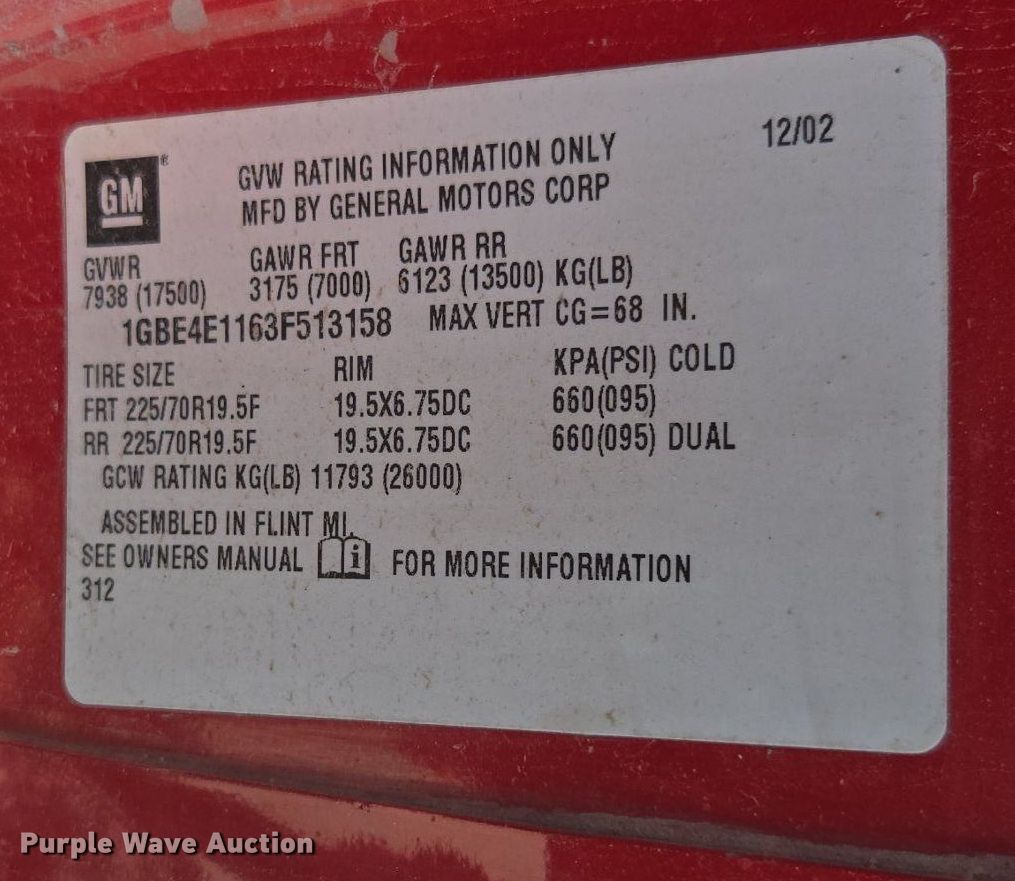 12/02
GM®
GVW RATING INFORMATION ONLY
MFD BY GENERAL MOTORS CORP
GVWR GAWR FRT GAWR RR
7938 (17500) 3175 (7000) 6123 (13500) KG(LB)
1GBE4E1163F513158 MAX VERT CG=68 IN.
TIRE SIZE RIM KPA(PSI) COLD
FRT 225/70R19.5F 19.5X6.75DC 660(095)
RR 225/70R19.5F 19.5X6.75DC 660(095) DUAL
GCW RATING KG(LB) 11793 (26000)
ASSEMBLED IN FLINT MI.
SEE OWNERS MANUAL i FOR MORE INFORMATION
312
Purple Wave Auction